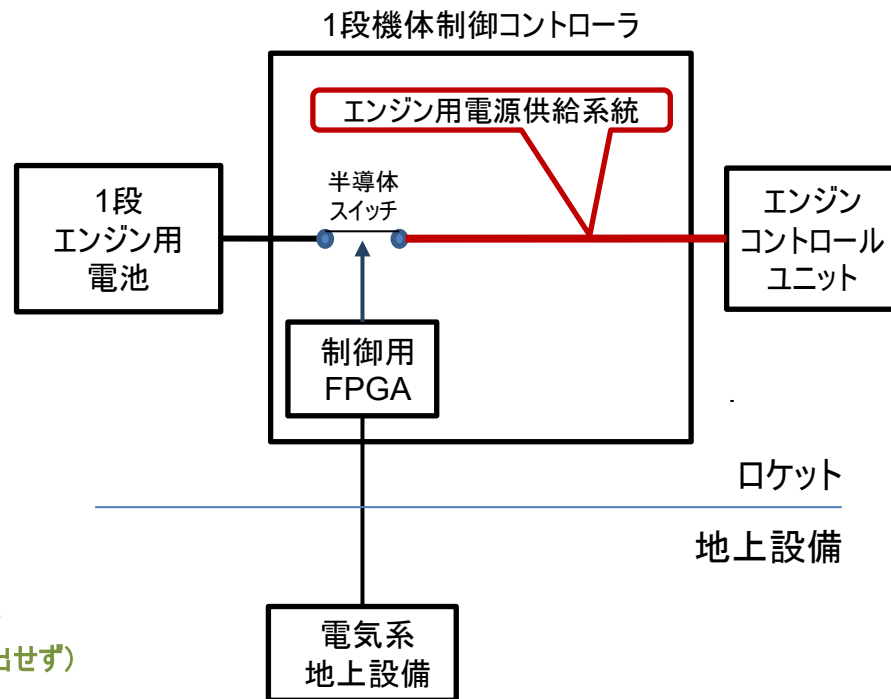 1段機体制御コントローラ
エンジン用電源供給系統
半導体
スイッチ
1段
エンジン用
電池
エンジン
コントロール
ユニット
制御用
FPGA
ロケット
地上設備
電気系
地上設備
出せず）